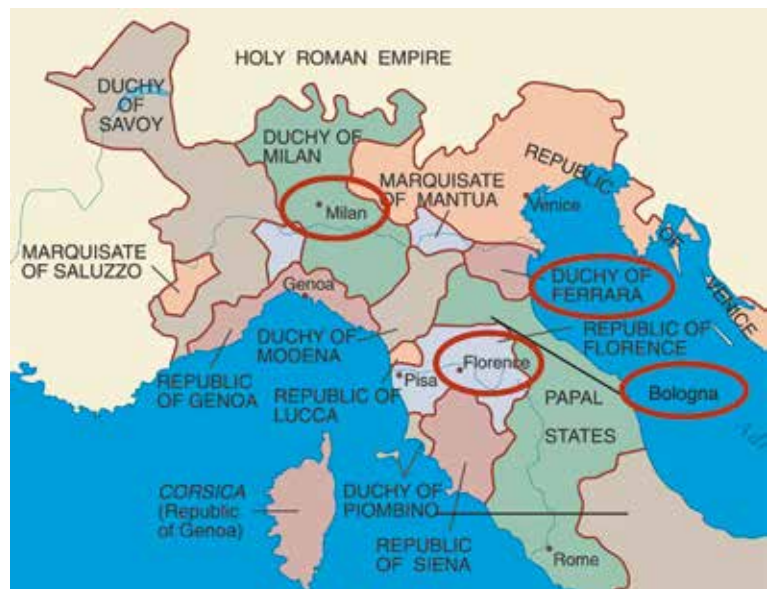 HOLY ROMAN EMPIRE
DUCHY
OF
SAVOY
DUCHY OF
MILAN
REPUBLIC
OF
VENICE
MARQUISATE
OF MANTUA
Venice
Milan
MARQUISATE
OF SALUZZO
DUCHY OF
FERRARA
Genoa
DUCHY OF
MODENA
REPUBLIC OF
FLORENCE
REPUBLIC
OF GENOA
REPUBLIC OF
LUCCA
Pisa
Florence
Bologna
PAPAL
STATES
CORSICA
(Republic
of Genoa)
DUCHY OF
PIOMBINO
REPUBLIC
OF SIENA
Rome